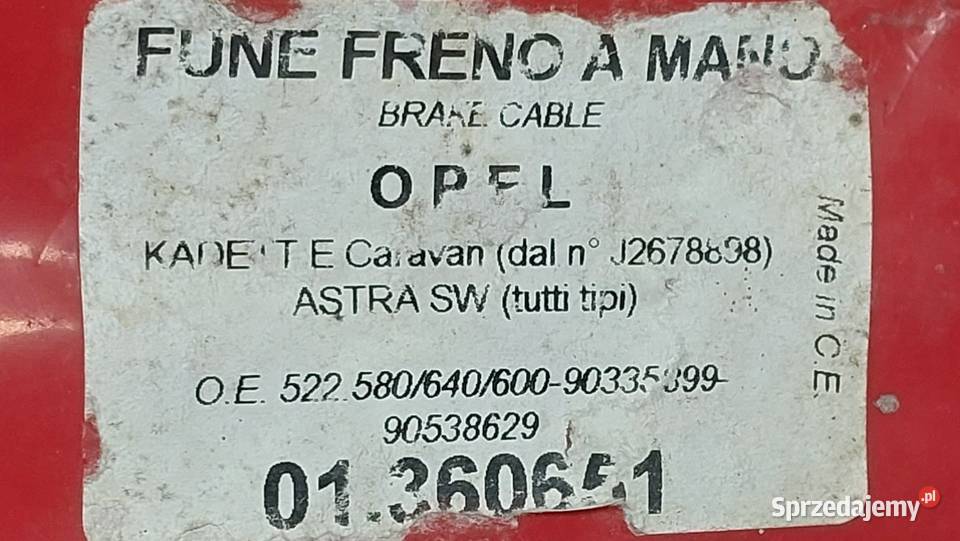 FUNE FRENO A MANO
BRAKE CABLE
OPEL
KADETT E Caravan (dal n° J2678898)
ASTRA SW (tutti tipi)
O.E. 522.580/640/600-90335899-
90538629
01.360651
Made in C.E.
Sprzedajemy.pl